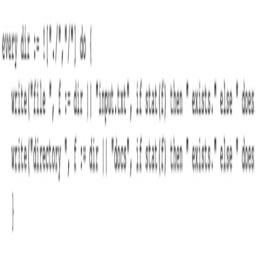 every dir := !["./","/"] do {
write("file ", f := dir || "input.txt", if stat(f) then " exists." else " does
write("directory ", f := dir || "docs", if stat(f) then " exists." else " does
}